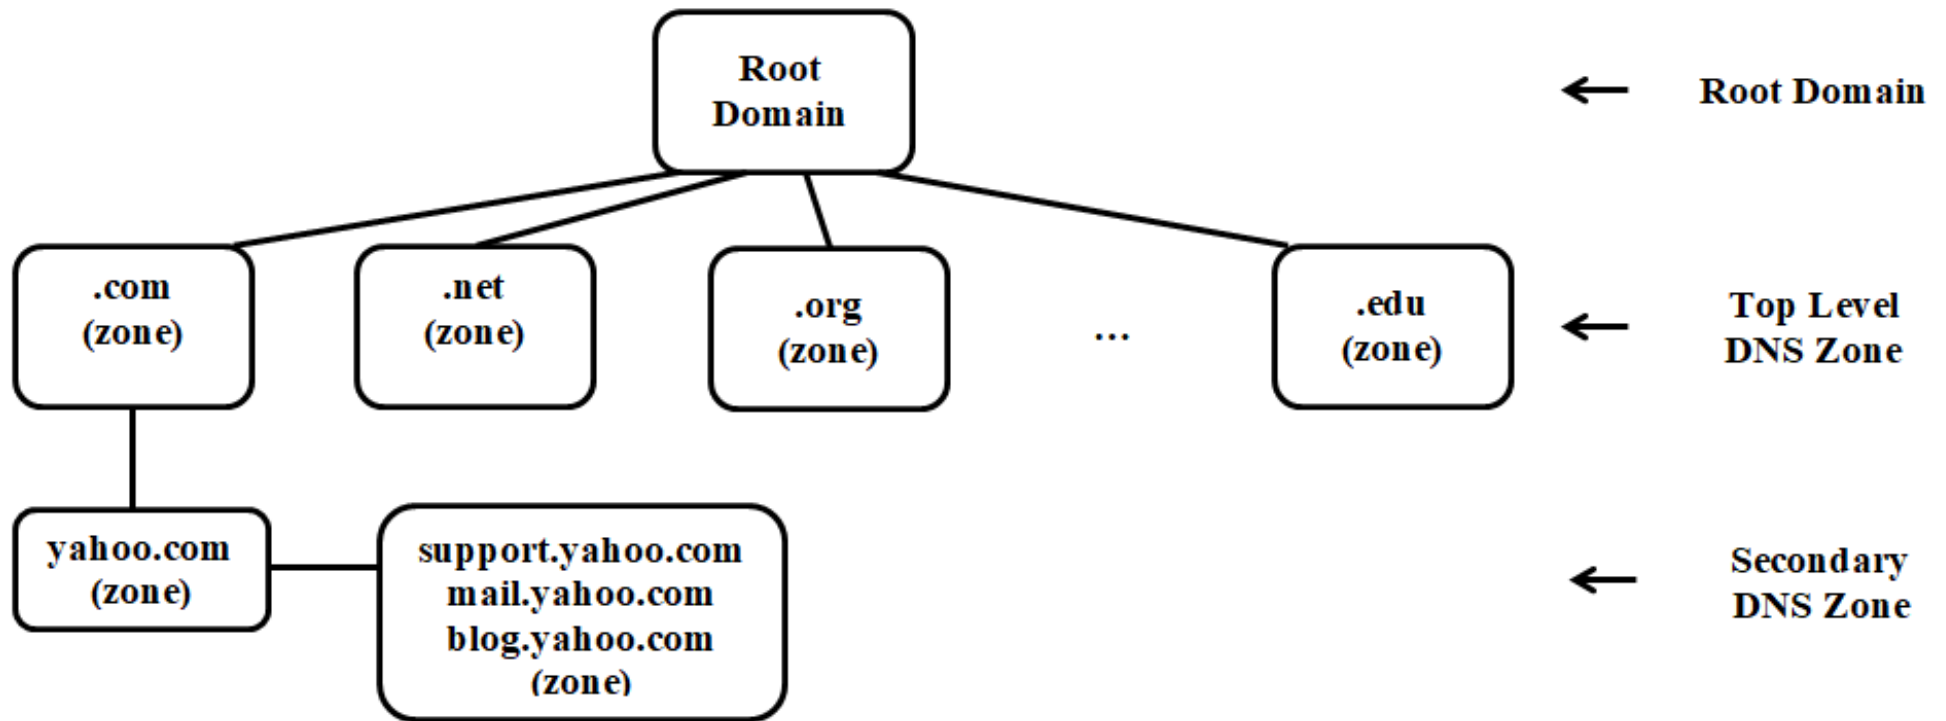 Root
Domain
Root Domain
.com
(zone)
.net
(zone)
.org
(zone)
...
.edu
(zone)
Top Level
DNS Zone
yahoo.com
(zone)
support.yahoo.com
mail.yahoo.com
blog.yahoo.com
(zone)
Secondary
DNS Zone